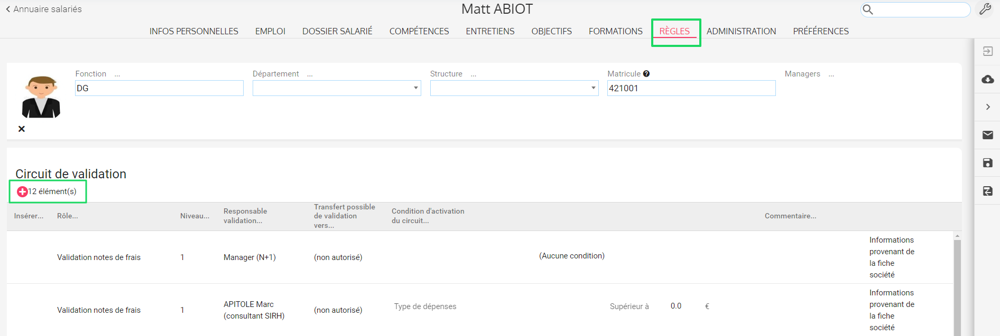 Annuaire salariés
Matt ABIOT
INFOS PERSONNELLES EMPLOI DOSSIER SALARIÉ COMPÉTENCES ENTRETIENS OBJECTIFS FORMATIONS RÈGLES ADMINISTRATION PRÉFÉRENCES
Fonction ... Département ... Structure ... Matricule ? Managers ...
DG 421001
Circuit de validation
12 élément(s)
Insérer... Rôle... Niveau... Responsable validation... Transfert possible de validation vers... Condition d'activation du circuit... Commentaire...
Validation notes de frais 1 Manager (N+1) (non autorisé) (Aucune condition) Informations provenant de la fiche société
Validation notes de frais 1 APITOLE Marc (consultant SIRH) (non autorisé) Type de dépenses Supérieur à 0.0 € Informations provenant de la fiche société